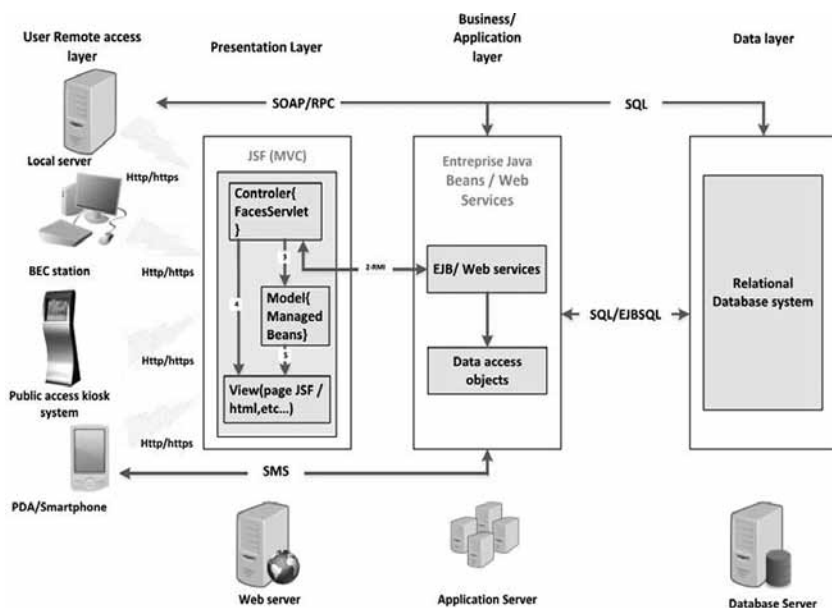 User Remote access
layer
Presentation Layer
Business/
Application
layer
Data layer
SOAP/RPC
SQL
Local server
Http/https
JSF (MVC)
Controler{
FacesServlet
}
3
4
Model{
Managed
Beans}
5
View(page JSF /
html,etc...)
2-RMI
Entreprise Java
Beans / Web
Services
EJB/ Web services
Data access
objects
SQL/EJBSQL
Relational
Database system
BEC station
Http/https
Public access kiosk
system
Http/https
Http/https
PDA/Smartphone
SMS
Web server
Application Server
Database Server